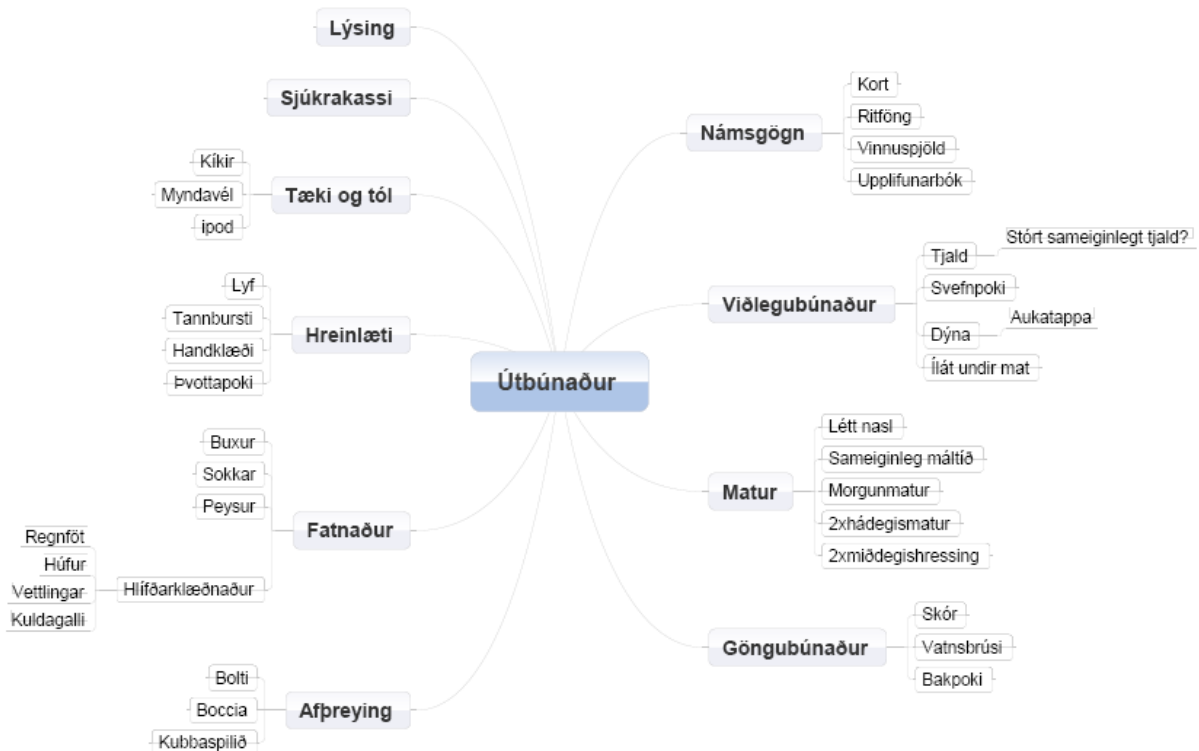 Lýsing
Sjúkrakassi
Kíkir
Myndavél
ipod
Tæki og tól
Lyf
Tannbursti
Handklæði
Þvottapoki
Hreinlæti
Buxur
Sokkar
Peysur
Regnföt
Húfur
Vettlingar
Kuldagalli
Hlífðarklæðnaður
Fatnaður
Bolti
Boccia
Kubbaspilið
Afþreying
Útbúnaður
Námsgögn
Kort
Ritföng
Vinnuspjöld
Upplifunarbók
Viðlegubúnaður
Tjald
Stórt sameiginlegt tjald?
Svefnpoki
Dýna
Aukatappa
Ílát undir mat
Matur
Létt nasl
Sameiginleg máltíð
Morgunmatur
2xhádegismatur
2xmiðdegishressing
Göngubúnaður
Skór
Vatnsbrúsi
Bakpoki